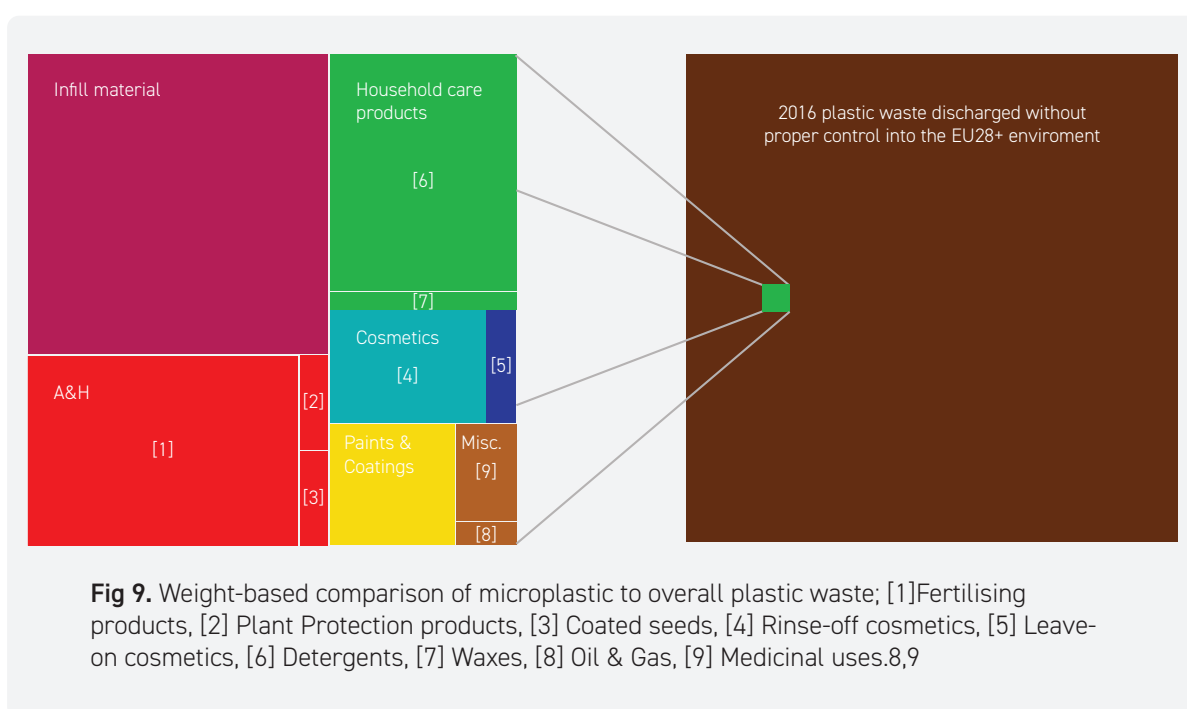 Infill material
Household care
products
[6]
[7]
A&H
[1]
[2]
[3]
Cosmetics
[4]
[5]
Paints &
Coatings
Misc.
[9]
[8]
2016 plastic waste discharged without
proper control into the EU28+ enviroment
Fig 9. Weight-based comparison of microplastic to overall plastic waste; [1]Fertilising
products, [2] Plant Protection products, [3] Coated seeds, [4] Rinse-off cosmetics, [5] Leave-
on cosmetics, [6] Detergents, [7] Waxes, [8] Oil & Gas, [9] Medicinal uses.8,9